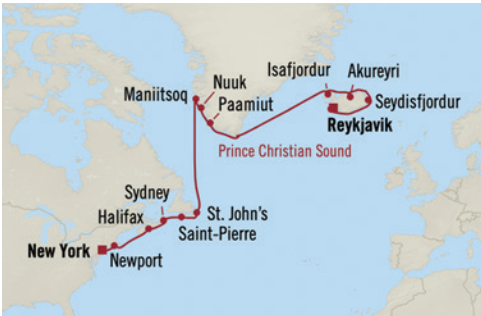 Isafjordur
Akureyri
Nuuk
Maniitsoq
Paamiut
Seydisfjordur
Reykjavik
Prince Christian Sound
Sydney
Halifax
St. John's
Saint-Pierre
New York
Newport